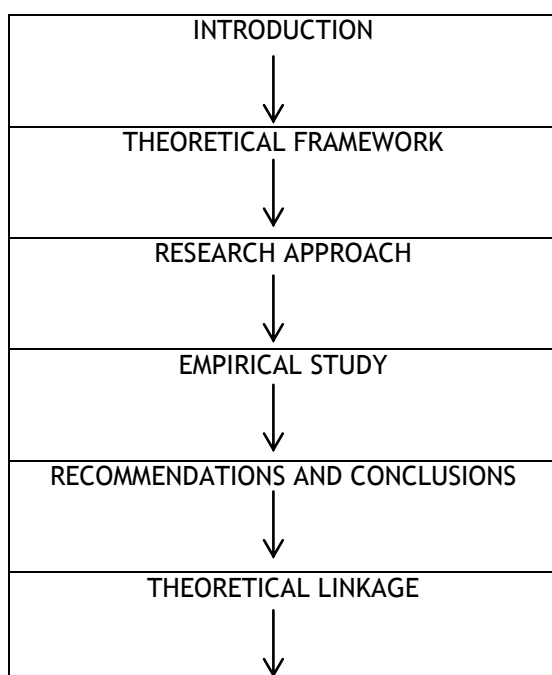 INTRODUCTION
THEORETICAL FRAMEWORK
RESEARCH APPROACH
EMPIRICAL STUDY
RECOMMENDATIONS AND CONCLUSIONS
THEORETICAL LINKAGE